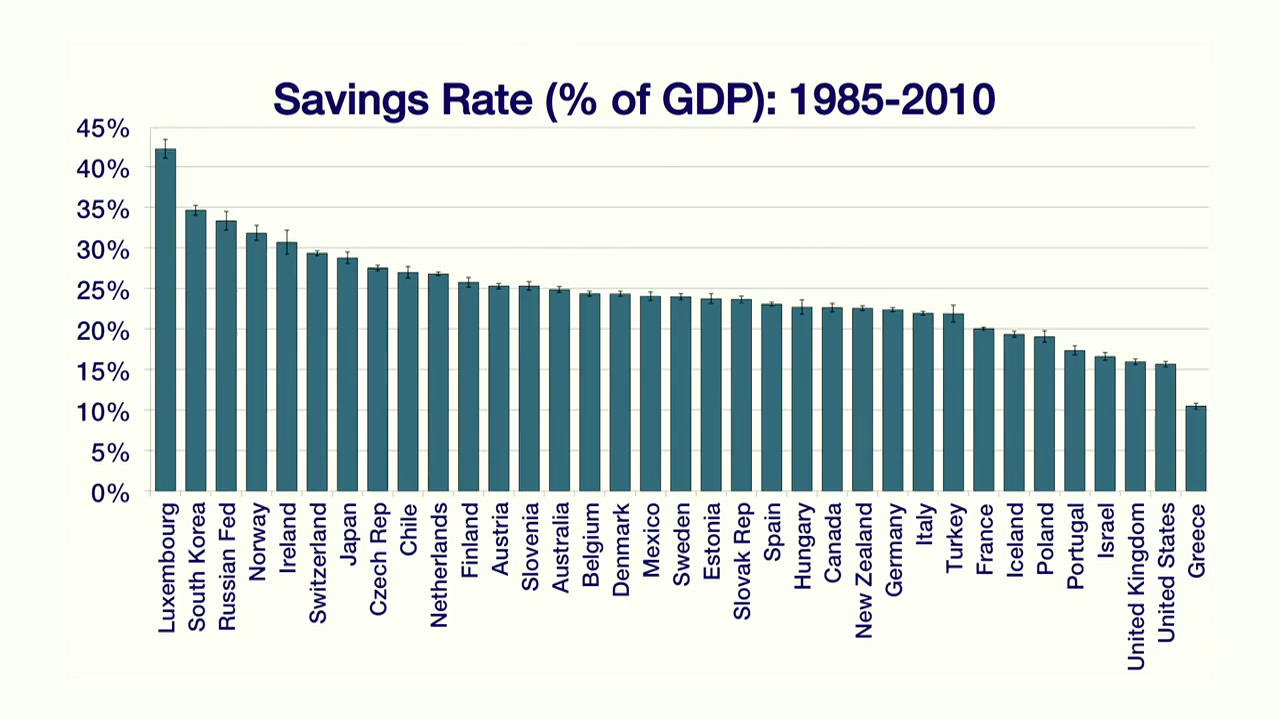 Savings Rate (% of GDP): 1985-2010
45%
40%
35%
30%
25%
20%
15%
10%
5%
0%
Luxembourg
South Korea
Russian Fed
Norway
Ireland
Switzerland
Japan
Czech Rep
Chile
Netherlands
Finland
Austria
Slovenia
Australia
Belgium
Denmark
Mexico
Sweden
Estonia
Slovak Rep
Spain
Hungary
Canada
New Zealand
Germany
Italy
Turkey
France
Iceland
Poland
Portugal
Israel
United Kingdom
United States
Greece